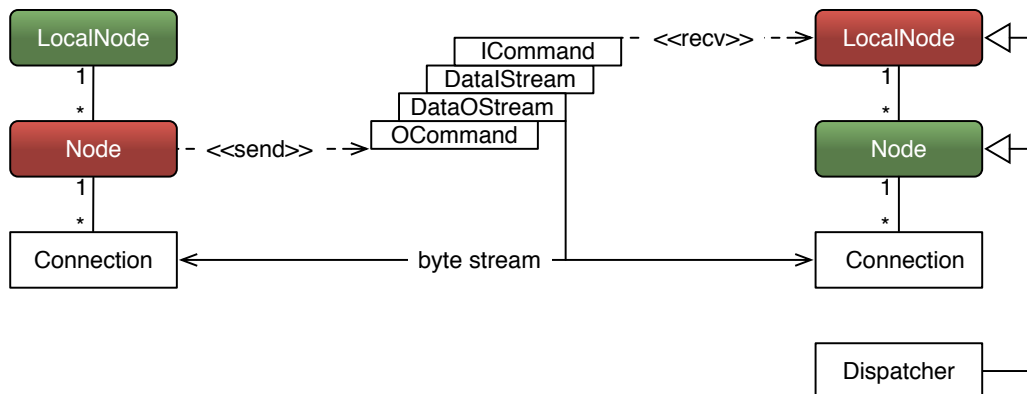 LocalNode
1
*
Node
1
*
Connection
<<send>>
ICommand
DataIStream
DataOStream
OCommand
<<recv>>
byte stream
LocalNode
1
*
Node
1
*
Connection
Dispatcher